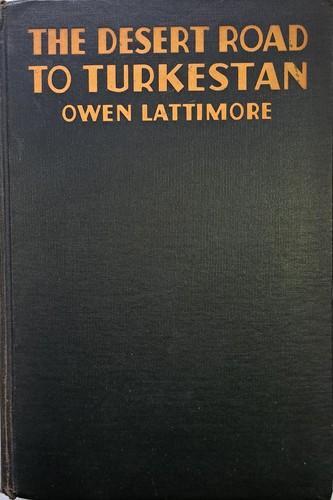 THE DESERT ROAD
TO TURKESTAN
OWEN LATTIMORE